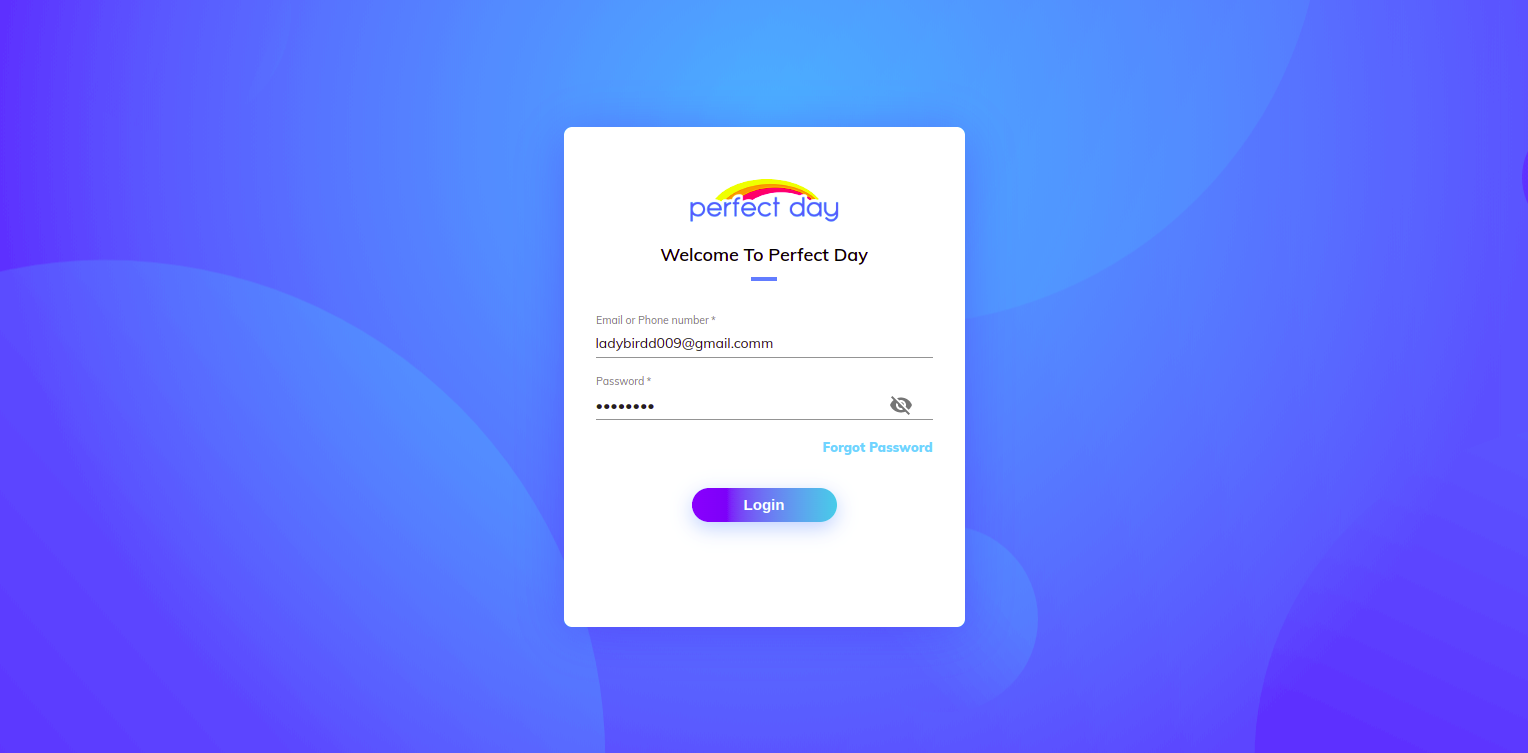 perfect day
Welcome To Perfect Day
Email or Phone number *
ladybirdd009@gmail.comm
Password *
••••••••
Forgot Password
Login